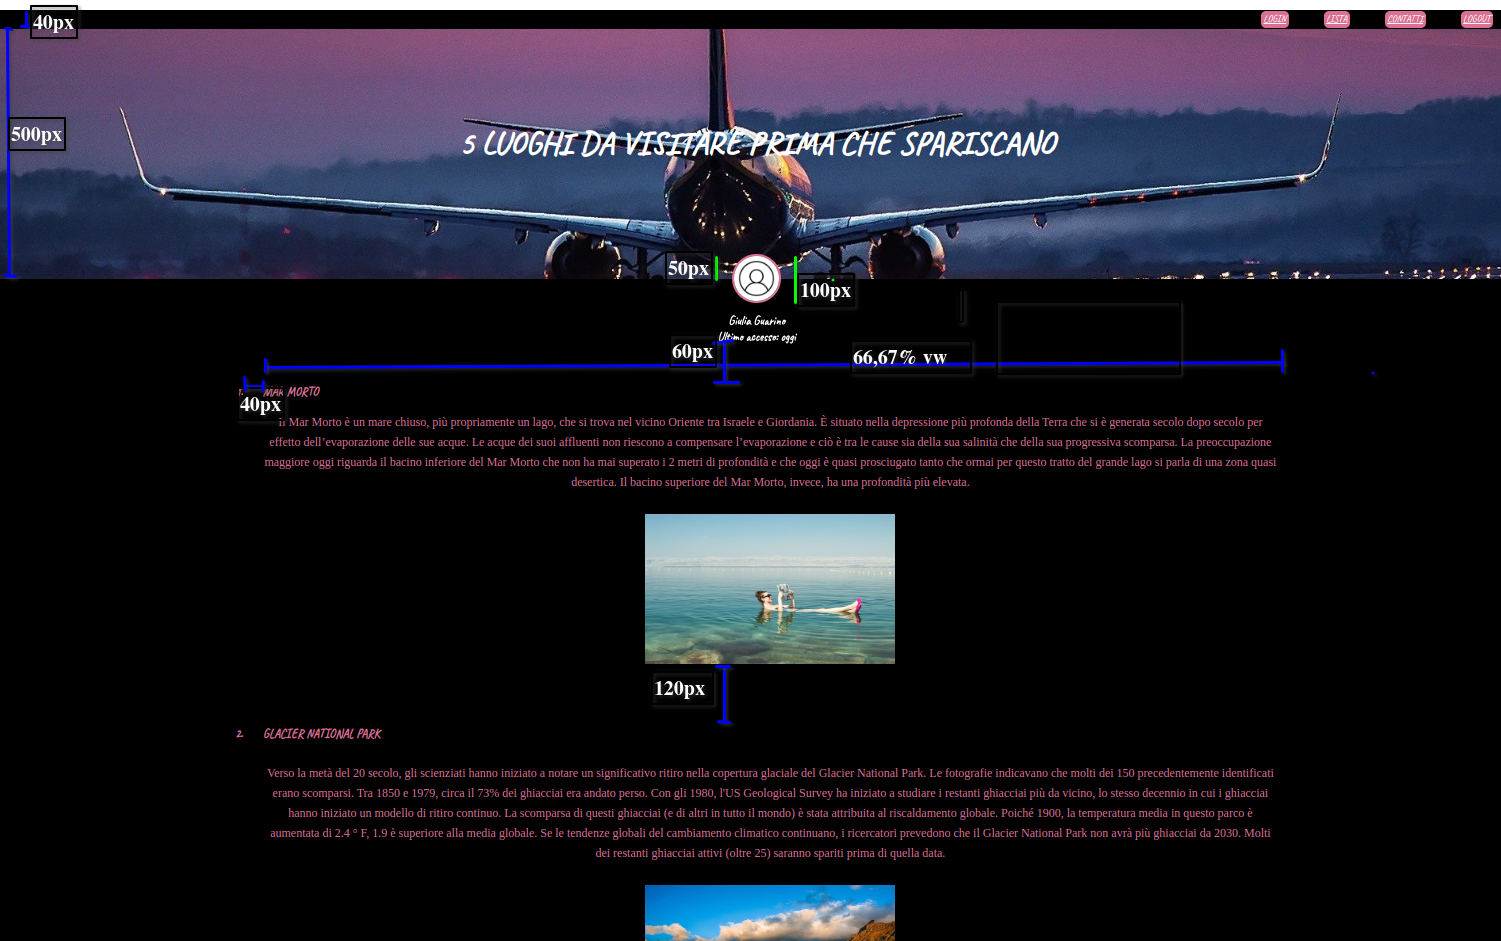 40px
LOGIN LISTA CONTATTI LOGOUT
500px
5 LUOGHI DA VISITARE PRIMA CHE SPARISCANO
50px
100px
Giulia Guarino
Ultimo accesso: oggi
60px
66,67% vw
1. MAR MORTO
40px
Il Mar Morto è un mare chiuso, più propriamente un lago, che si trova nel vicino Oriente tra Israele e Giordania. È situato nella depressione più profonda della Terra che si è generata secolo dopo secolo per
effetto dell’evaporazione delle sue acque. Le acque dei suoi affluenti non riescono a compensare l’evaporazione e ciò è tra le cause sia della sua salinità che della sua progressiva scomparsa. La preoccupazione
maggiore oggi riguarda il bacino inferiore del Mar Morto che non ha mai superato i 2 metri di profondità e che oggi è quasi prosciugato tanto che ormai per questo tratto del grande lago si parla di una zona quasi
desertica. Il bacino superiore del Mar Morto, invece, ha una profondità più elevata.
120px
2. GLACIER NATIONAL PARK
Verso la metà del 20 secolo, gli scienziati hanno iniziato a notare un significativo ritiro nella copertura glaciale del Glacier National Park. Le fotografie indicavano che molti dei 150 precedentemente identificati
erano scomparsi. Tra 1850 e 1979, circa il 73% dei ghiacciai era andato perso. Con gli 1980, l'US Geological Survey ha iniziato a studiare i restanti ghiacciai più da vicino, lo stesso decennio in cui i ghiacciai
hanno iniziato un modello di ritiro continuo. La scomparsa di questi ghiacciai (e di altri in tutto il mondo) è stata attribuita al riscaldamento globale. Poiché 1900, la temperatura media in questo parco è
aumentata di 2.4 ° F, 1.9 è superiore alla media globale. Se le tendenze globali del cambiamento climatico continuano, i ricercatori prevedono che il Glacier National Park non avrà più ghiacciai da 2030. Molti
dei restanti ghiacciai attivi (oltre 25) saranno spariti prima di quella data.